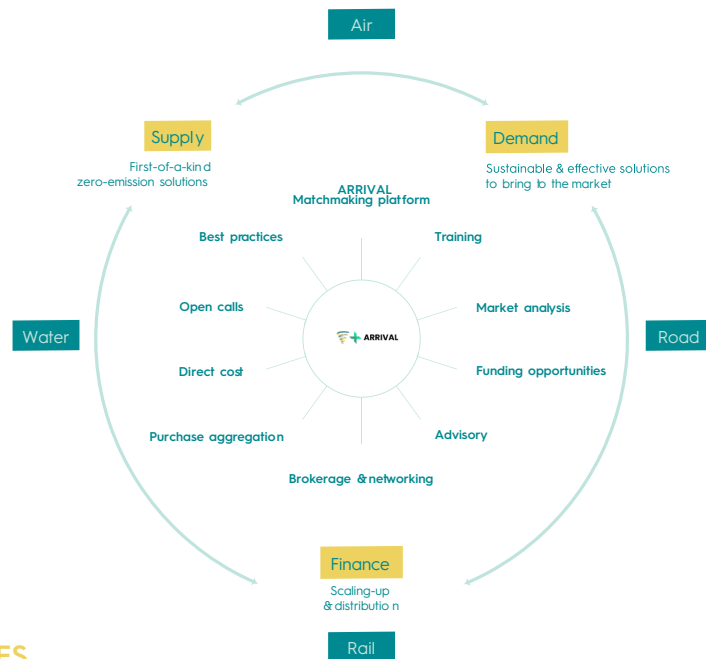 Air
Supply
Demand
First-of-a-kind
zero-emission solutions
Sustainable & effective solutions
to bring to the market
ARRIVAL
Matchmaking platform
Best practices
Training
Open calls
Market analysis
Water
ARRIVAL
Road
Direct cost
Funding opportunities
Purchase aggregation
Advisory
Brokerage & networking
Finance
Scaling-up
& distribution
Rail
ES